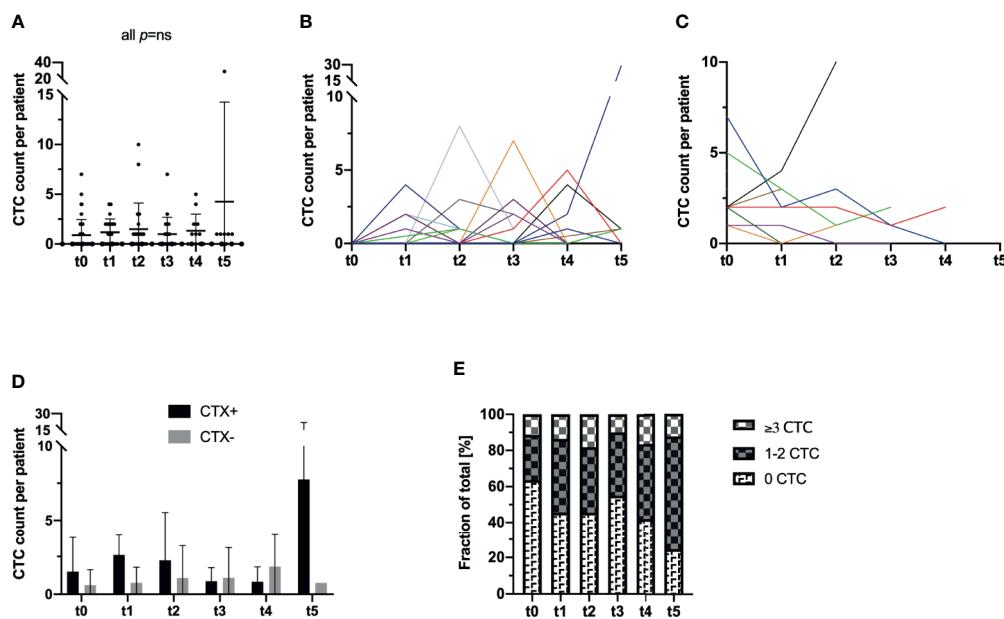 A
all p=ns
CTC count per patient
40
20
15
10
5
0
t0 t1 t2 t3 t4 t5
B
CTC count per patient
30
15
10
5
0
t0 t1 t2 t3 t4 t5
C
CTC count per patient
10
5
0
t0 t1 t2 t3 t4 t5
D
CTC count per patient
30
15
10
5
0
t0 t1 t2 t3 t4 t5
CTX+
CTX-
E
Fraction of total [%]
100
80
60
40
20
0
t0 t1 t2 t3 t4 t5
≥3 CTC
1-2 CTC
0 CTC